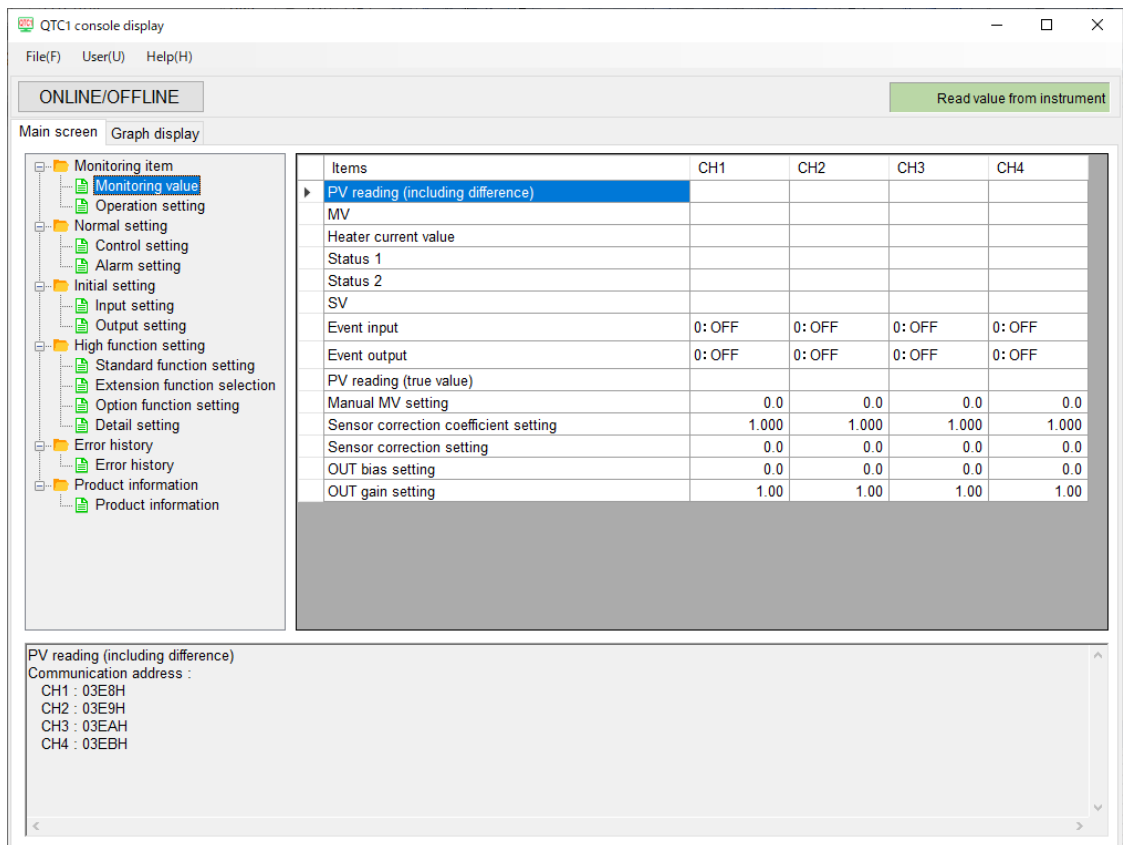 QTC1 console display
File(F) User(U) Help(H)
ONLINE/OFFLINE
Read value from instrument
Main screen Graph display
Monitoring item
Monitoring value
Operation setting
Normal setting
Control setting
Alarm setting
Initial setting
Input setting
Output setting
High function setting
Standard function setting
Extension function selection
Option function setting
Detail setting
Error history
Error history
Product information
Product information
Items CH1 CH2 CH3 CH4
PV reading (including difference)
MV
Heater current value
Status 1
Status 2
SV
Event input 0: OFF 0: OFF 0: OFF 0: OFF
Event output 0: OFF 0: OFF 0: OFF 0: OFF
PV reading (true value)
Manual MV setting 0.0 0.0 0.0 0.0
Sensor correction coefficient setting 1.000 1.000 1.000 1.000
Sensor correction setting 0.0 0.0 0.0 0.0
OUT bias setting 0.0 0.0 0.0 0.0
OUT gain setting 1.00 1.00 1.00 1.00
PV reading (including difference)
Communication address :
CH1 : 03E8H
CH2 : 03E9H
CH3 : 03EAH
CH4 : 03EBH